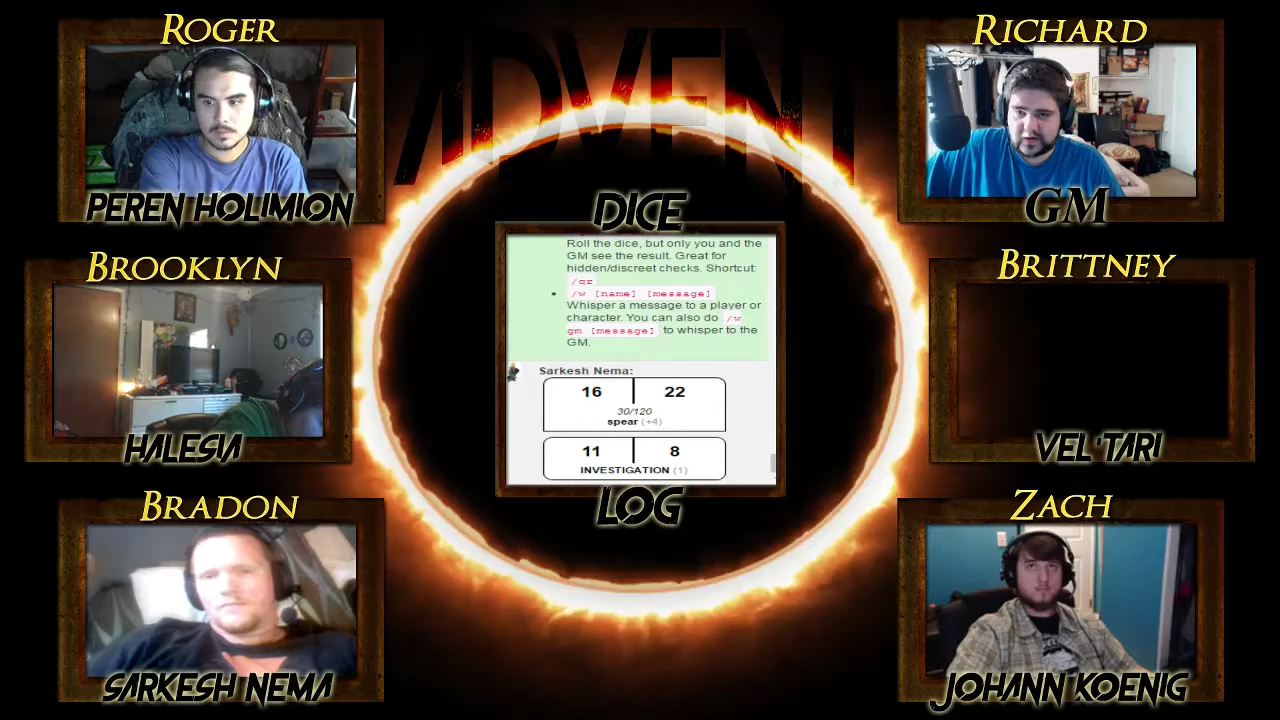 ADVENT
ROGER
PEREN HOLIMION
RICHARD
GM
BROOKLYN
HALESIA
DICE
Roll the dice, but only you and the
GM see the result. Great for
hidden/discreet checks. Shortcut:
/qr
/w [name] [message]
Whisper a message to a player or
character. You can also do /w
gm [message] to whisper to the
GM.
Sarkesh Nema:
16 22
30/120
spear (+4)
11 8
INVESTIGATION (1)
LOG
BRITTNEY
VEL'TARI
BRADON
SARKESH NEMA
ZACH
JOHANN KOENIG